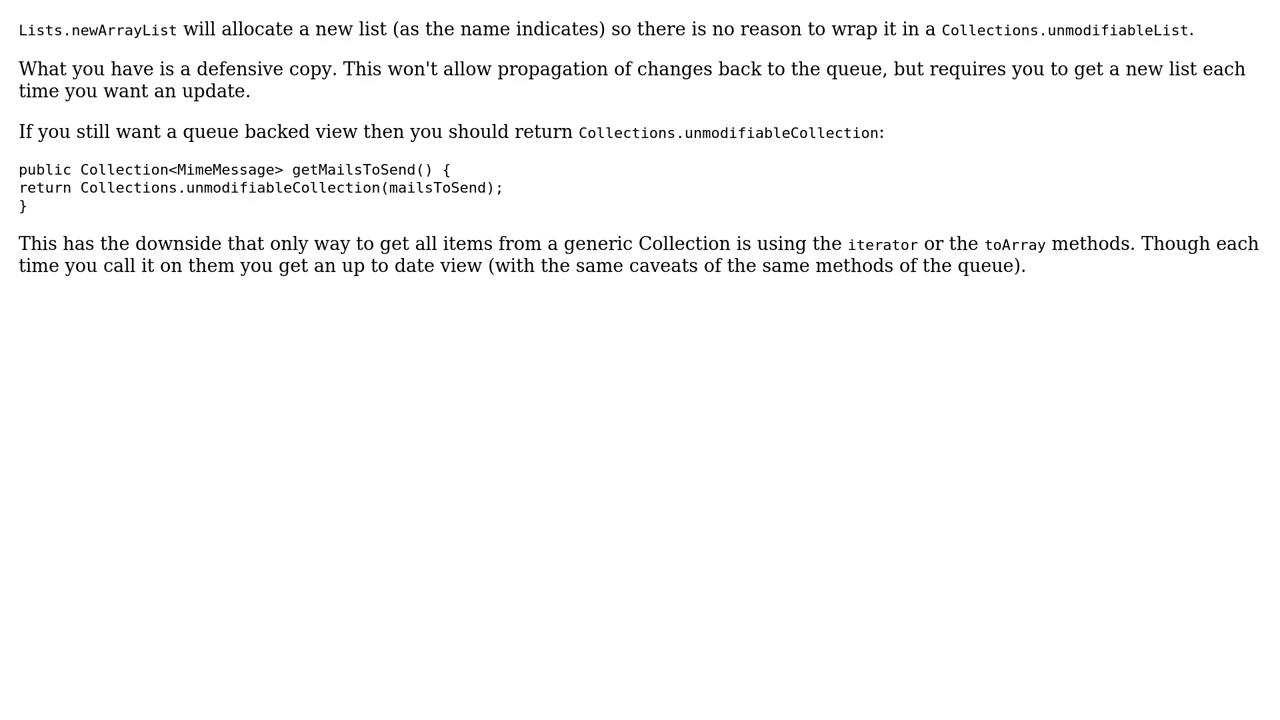 Lists.newArrayList will allocate a new list (as the name indicates) so there is no reason to wrap it in a Collections.unmodifiableList.
What you have is a defensive copy. This won't allow propagation of changes back to the queue, but requires you to get a new list each
time you want an update.
If you still want a queue backed view then you should return Collections.unmodifiableCollection:
public Collection<MimeMessage> getMailsToSend() {
return Collections.unmodifiableCollection(mailsToSend);
}
This has the downside that only way to get all items from a generic Collection is using the iterator or the toArray methods. Though each
time you call it on them you get an up to date view (with the same caveats of the same methods of the queue).